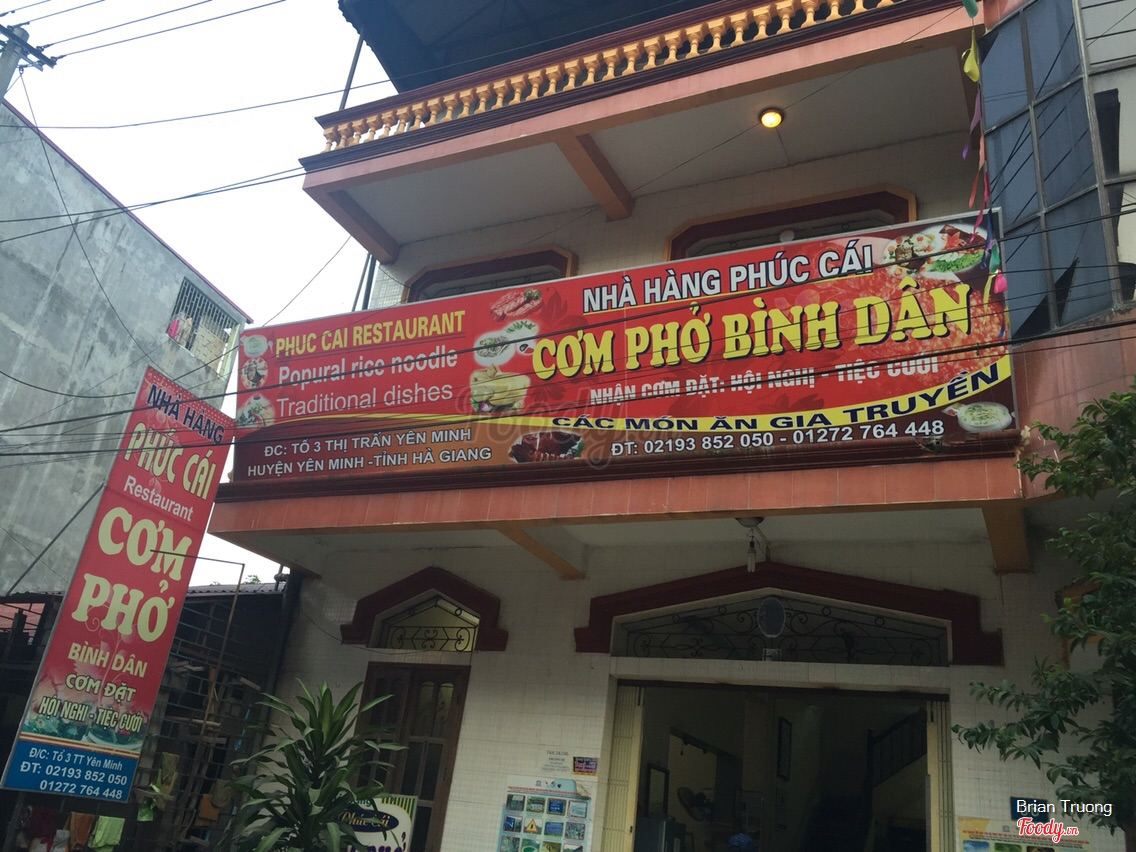 PHUC CAI RESTAURANT
Popural rice noodle
Traditional dishes
ĐC: TỔ 3 THỊ TRẤN YÊN MINH
HUYỆN YÊN MINH -TỈNH HÀ GIANG
NHÀ HÀNG PHÚC CÁI
CƠM PHỞ BÌNH DÂN
NHẬN CƠM ĐẶT: HỘI NGHỊ - TIỆC CƯỚI
CÁC MÓN ĂN GIA TRUYỀN
ĐT: 02193 852 050 - 01272 764 448
NHÀ HÀNG
PHÚC CÁI
Restaurant
CƠM
PHỞ
BÌNH DÂN
CƠM ĐẶT
HỘI NGHỊ - TIỆC CƯỚI
Đ/C: Tổ 3 TT Yên Minh
ĐT: 02193 852 050
01272 764 448
Phúc Cái
Foody
Brian Truong
Foody.vn